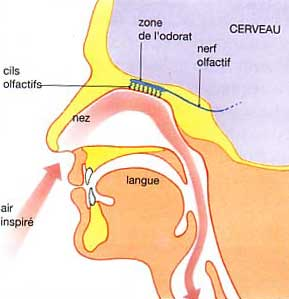 zone
de l'odorat
CERVEAU
nerf
olfactif
cils
olfactifs
nez
langue
air
inspiré